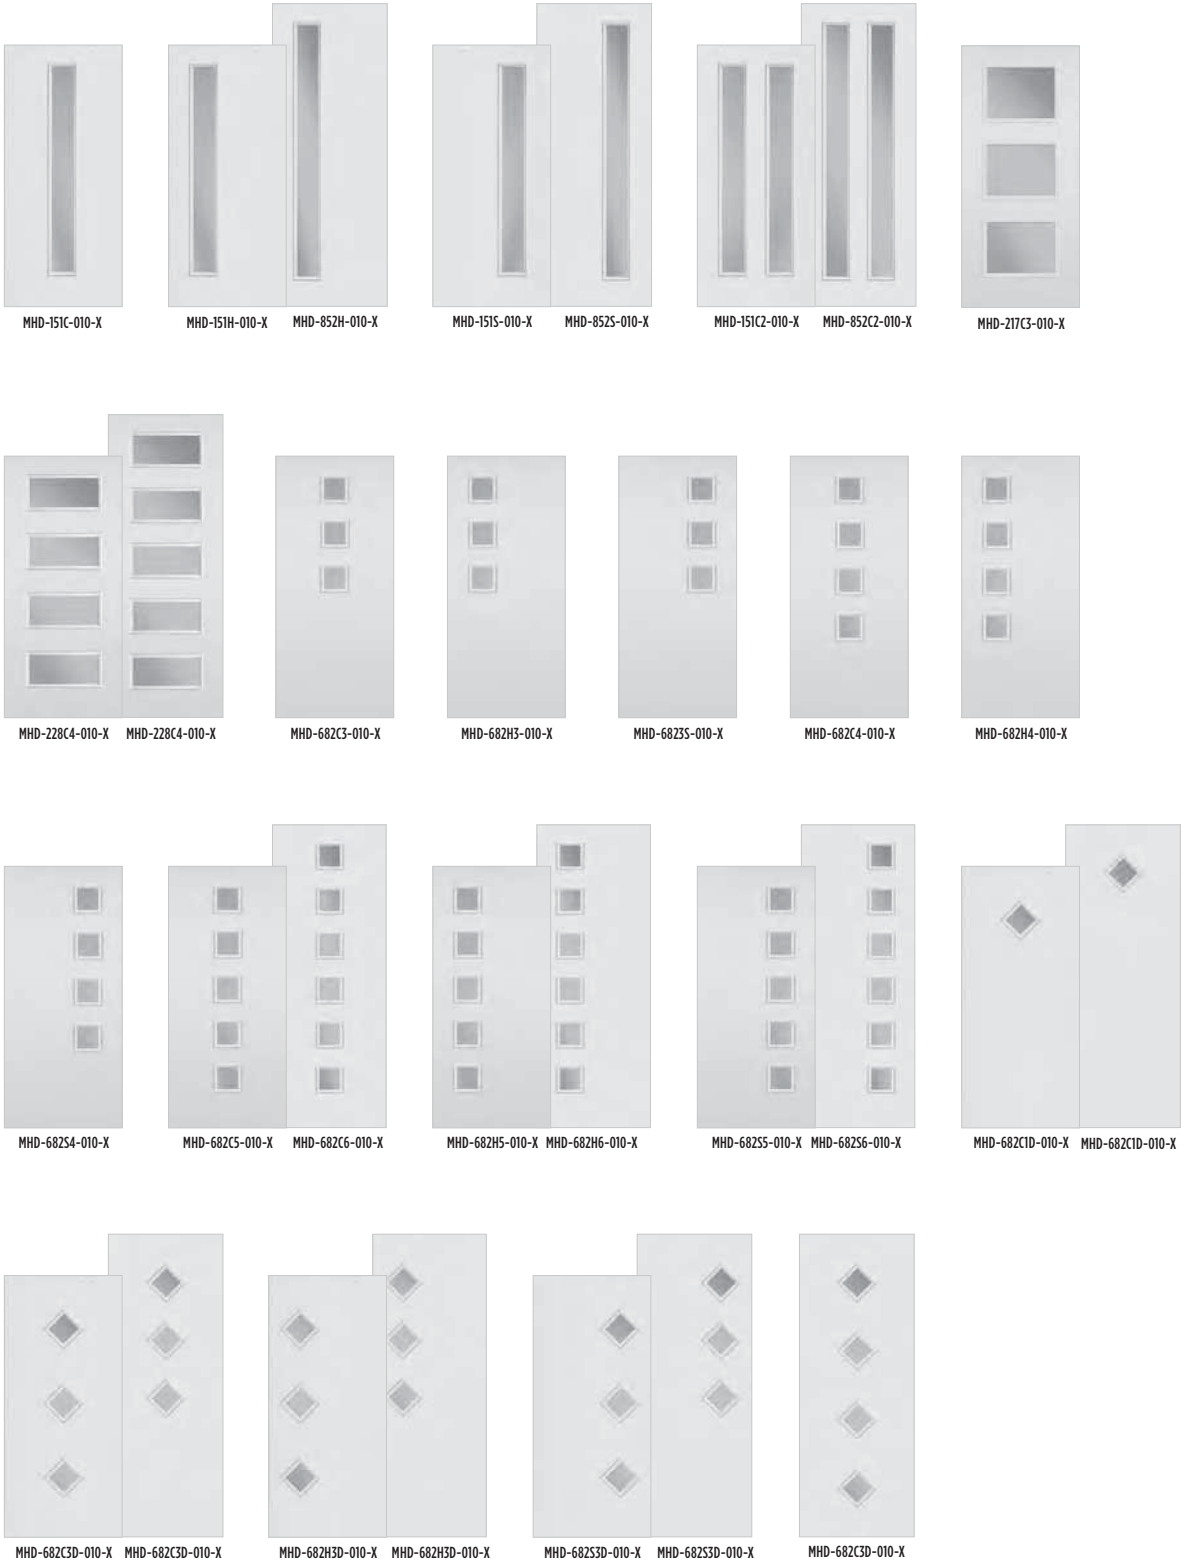 MHD-151C-010-X
MHD-151H-010-X MHD-852H-010-X
MHD-151S-010-X MHD-852S-010-X
MHD-151C2-010-X MHD-852C2-010-X
MHD-217C3-010-X
MHD-228C4-010-X MHD-228C4-010-X
MHD-682C3-010-X
MHD-682H3-010-X
MHD-6823S-010-X
MHD-682C4-010-X
MHD-682H4-010-X
MHD-682S4-010-X
MHD-682C5-010-X MHD-682C6-010-X
MHD-682H5-010-X MHD-682H6-010-X
MHD-682S5-010-X MHD-682S6-010-X
MHD-682C1D-010-X MHD-682C1D-010-X
MHD-682C3D-010-X MHD-682C3D-010-X
MHD-682H3D-010-X MHD-682H3D-010-X
MHD-682S3D-010-X MHD-682S3D-010-X
MHD-682C3D-010-X